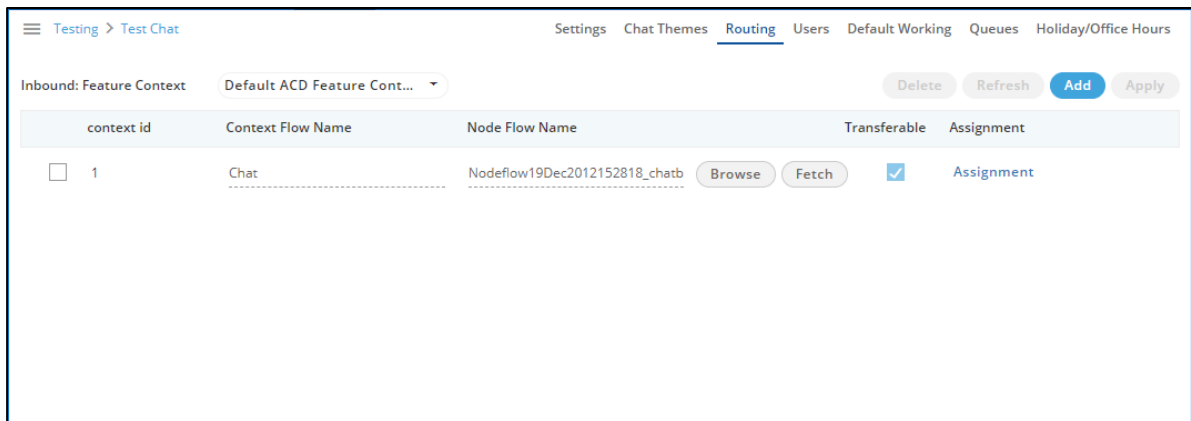 Testing > Test Chat Settings Chat Themes Routing Users Default Working Queues Holiday/Office Hours
Inbound: Feature Context Default ACD Feature Cont... Delete Refresh Add Apply
context id Context Flow Name Node Flow Name Transferable Assignment
1 Chat Nodeflow19Dec2012152818_chatb Browse Fetch Assignment